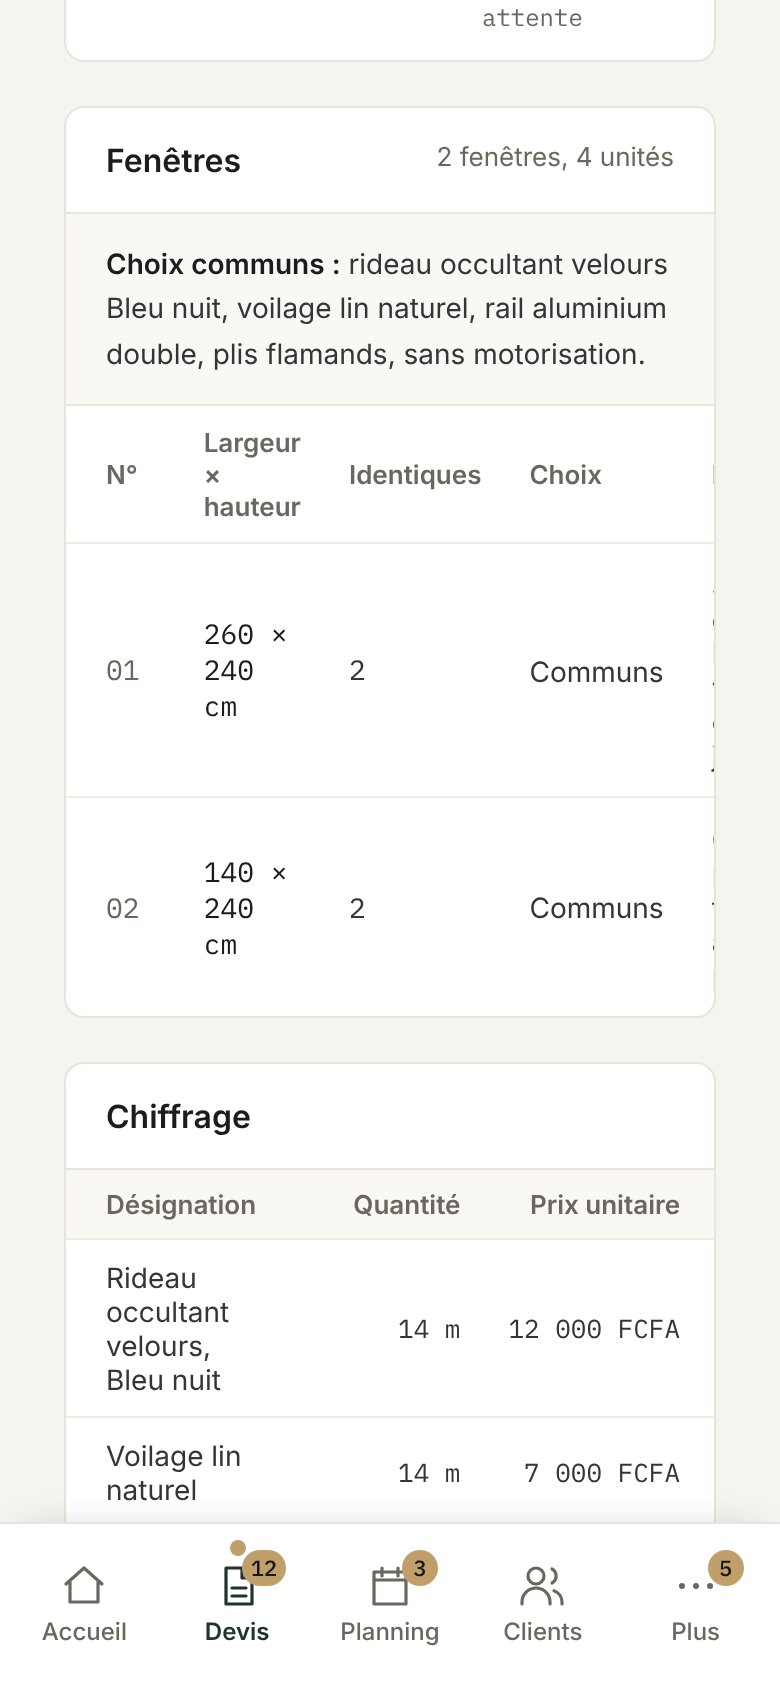 attente
Fenêtres
2 fenêtres, 4 unités
Choix communs : rideau occultant velours
Bleu nuit, voilage lin naturel, rail aluminium
double, plis flamands, sans motorisation.
N°
Largeur
×
hauteur
Identiques
Choix
01
260 ×
240
cm
2
Communs
02
140 ×
240
cm
2
Communs
Chiffrage
Désignation
Quantité
Prix unitaire
Rideau
occultant
velours,
Bleu nuit
14 m
12 000 FCFA
Voilage lin
naturel
14 m
7 000 FCFA
12
3
5
Accueil
Devis
Planning
Clients
Plus